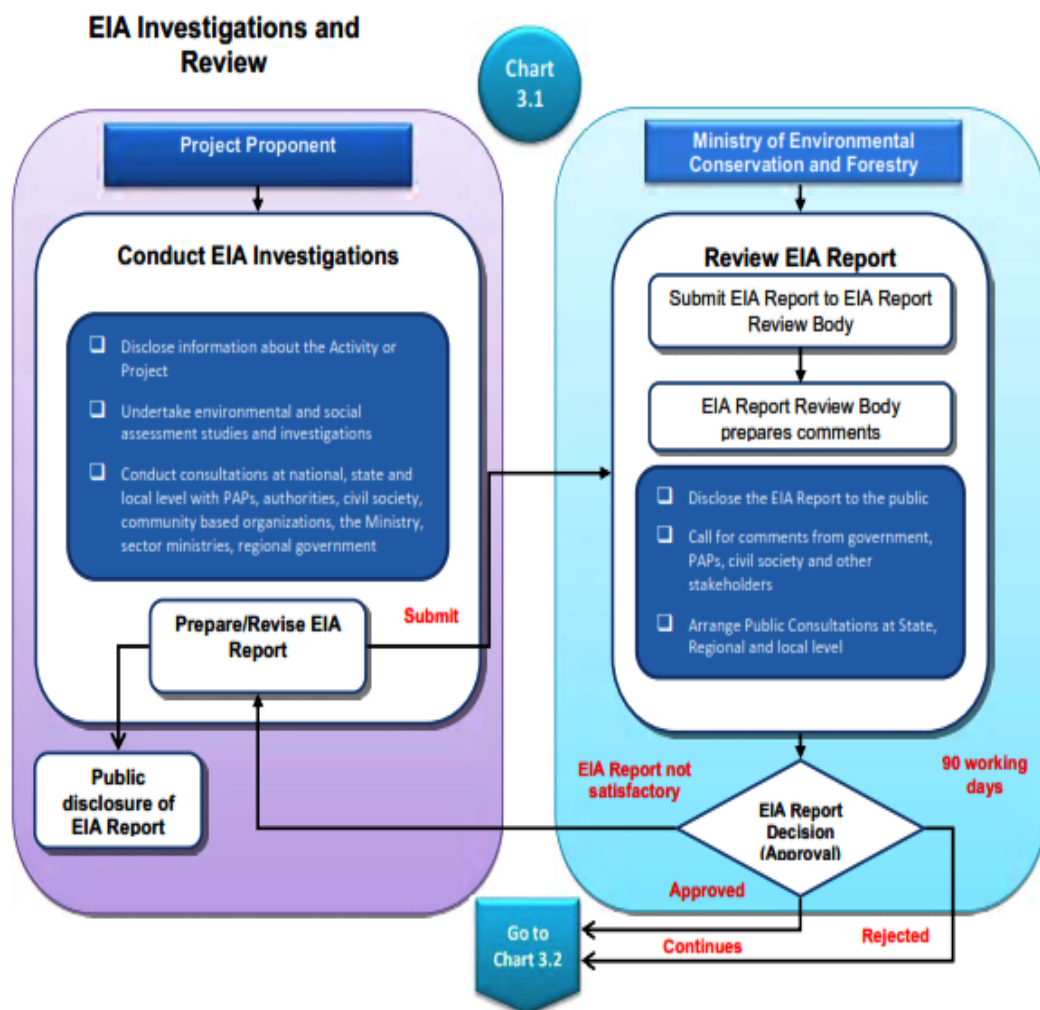 EIA Investigations and
Review
Chart
3.1
Project Proponent
Conduct EIA Investigations
Disclose information about the Activity or
Project
Undertake environmental and social
assessment studies and investigations
Conduct consultations at national, state and
local level with PAPs, authorities, civil society,
community based organizations, the Ministry,
sector ministries, regional government
Prepare/Revise EIA
Report
Submit
Public
disclosure of
EIA Report
Ministry of Environmental
Conservation and Forestry
Review EIA Report
Submit EIA Report to EIA Report
Review Body
EIA Report Review Body
prepares comments
Disclose the EIA Report to the public
Call for comments from government,
PAPs, civil society and other
stakeholders
Arrange Public Consultations at State,
Regional and local level
EIA Report not
satisfactory
90 working
days
EIA Report
Decision
(Approval)
Approved
Continues
Rejected
Go to
Chart 3.2